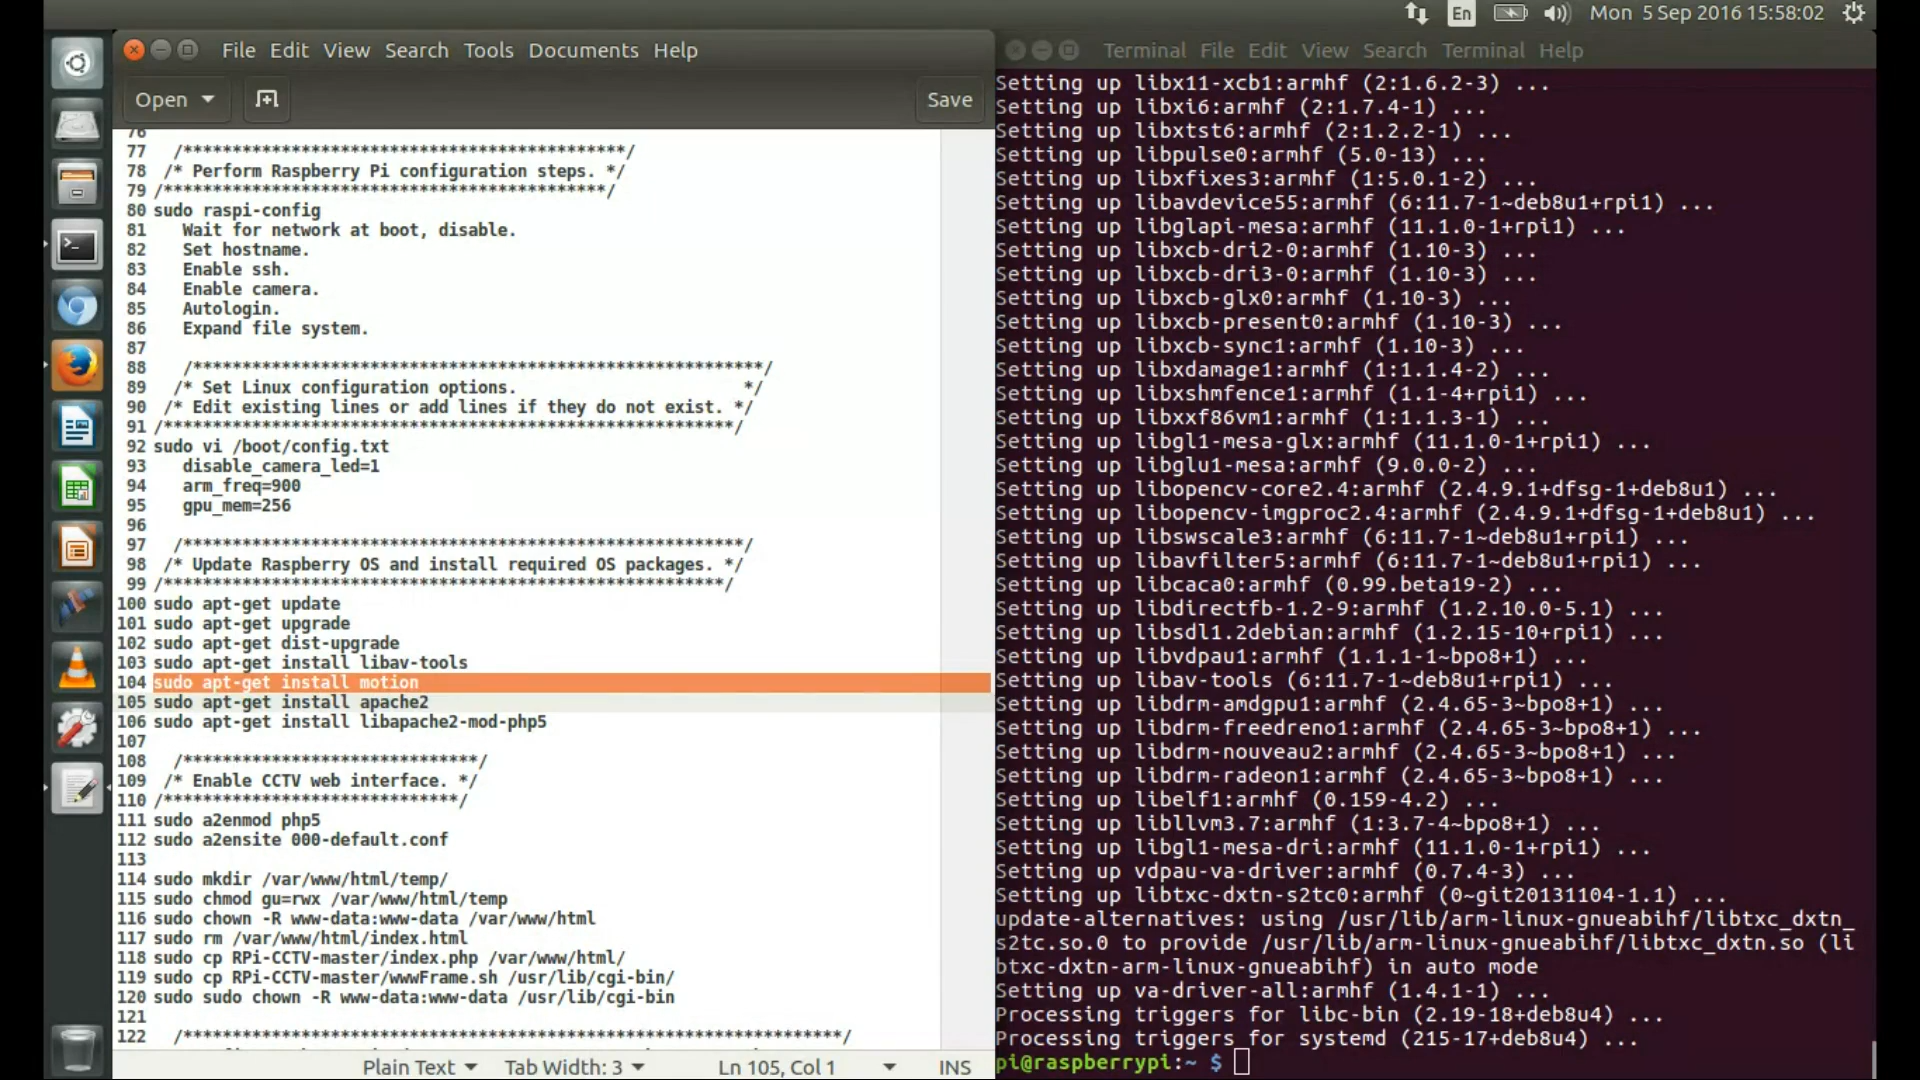 En
Mon 5 Sep 2016 15:58:02
File Edit View Search Tools Documents Help
Open
Save
76
77 /*********************************************/
78 /* Perform Raspberry Pi configuration steps. */
79 /*********************************************/
80 sudo raspi-config
81 Wait for network at boot, disable.
82 Set hostname.
83 Enable ssh.
84 Enable camera.
85 Autologin.
86 Expand file system.
87
88 /**********************************************************/
89 /* Set Linux configuration options. */
90 /* Edit existing lines or add lines if they do not exist. */
91 /**********************************************************/
92 sudo vi /boot/config.txt
93 disable_camera_led=1
94 arm_freq=900
95 gpu_mem=256
96
97 /*********************************************************/
98 /* Update Raspberry OS and install required OS packages. */
99 /*********************************************************/
100 sudo apt-get update
101 sudo apt-get upgrade
102 sudo apt-get dist-upgrade
103 sudo apt-get install libav-tools
104 sudo apt-get install motion
105 sudo apt-get install apache2
106 sudo apt-get install libapache2-mod-php5
107
108 /******************************/
109 /* Enable CCTV web interface. */
110 /******************************/
111 sudo a2enmod php5
112 sudo a2ensite 000-default.conf
113
114 sudo mkdir /var/www/html/temp/
115 sudo chmod gu=rwx /var/www/html/temp
116 sudo chown -R www-data:www-data /var/www/html
117 sudo rm /var/www/html/index.html
118 sudo cp RPi-CCTV-master/index.php /var/www/html/
119 sudo cp RPi-CCTV-master/wwwFrame.sh /usr/lib/cgi-bin/
120 sudo sudo chown -R www-data:www-data /usr/lib/cgi-bin
121
122 /*******************************************************************/
Plain Text Tab Width: 3 Ln 105, Col 1 INS
Terminal File Edit View Search Terminal Help
Setting up libx11-xcb1:armhf (2:1.6.2-3) ...
Setting up libxi6:armhf (2:1.7.4-1) ...
Setting up libxtst6:armhf (2:1.2.2-1) ...
Setting up libpulse0:armhf (5.0-13) ...
Setting up libxfixes3:armhf (1:5.0.1-2) ...
Setting up libavdevice55:armhf (6:11.7-1~deb8u1+rpi1) ...
Setting up libglapi-mesa:armhf (11.1.0-1+rpi1) ...
Setting up libxcb-dri2-0:armhf (1.10-3) ...
Setting up libxcb-dri3-0:armhf (1.10-3) ...
Setting up libxcb-glx0:armhf (1.10-3) ...
Setting up libxcb-present0:armhf (1.10-3) ...
Setting up libxcb-sync1:armhf (1.10-3) ...
Setting up libxdamage1:armhf (1:1.1.4-2) ...
Setting up libxshmfence1:armhf (1.1-4+rpi1) ...
Setting up libxxf86vm1:armhf (1:1.1.3-1) ...
Setting up libgl1-mesa-glx:armhf (11.1.0-1+rpi1) ...
Setting up libglu1-mesa:armhf (9.0.0-2) ...
Setting up libopencv-core2.4:armhf (2.4.9.1+dfsg-1+deb8u1) ...
Setting up libopencv-imgproc2.4:armhf (2.4.9.1+dfsg-1+deb8u1) ...
Setting up libswscale3:armhf (6:11.7-1~deb8u1+rpi1) ...
Setting up libavfilter5:armhf (6:11.7-1~deb8u1+rpi1) ...
Setting up libcaca0:armhf (0.99.beta19-2) ...
Setting up libdirectfb-1.2-9:armhf (1.2.10.0-5.1) ...
Setting up libsdl1.2debian:armhf (1.2.15-10+rpi1) ...
Setting up libvdpau1:armhf (1.1.1-1~bpo8+1) ...
Setting up libav-tools (6:11.7-1~deb8u1+rpi1) ...
Setting up libdrm-amdgpu1:armhf (2.4.65-3~bpo8+1) ...
Setting up libdrm-freedreno1:armhf (2.4.65-3~bpo8+1) ...
Setting up libdrm-nouveau2:armhf (2.4.65-3~bpo8+1) ...
Setting up libdrm-radeon1:armhf (2.4.65-3~bpo8+1) ...
Setting up libelf1:armhf (0.159-4.2) ...
Setting up libllvm3.7:armhf (1:3.7-4~bpo8+1) ...
Setting up libgl1-mesa-dri:armhf (11.1.0-1+rpi1) ...
Setting up vdpau-va-driver:armhf (0.7.4-3) ...
Setting up libtxc-dxtn-s2tc0:armhf (0~git20131104-1.1) ...
update-alternatives: using /usr/lib/arm-linux-gnueabihf/libtxc_dxtn_
s2tc.so.0 to provide /usr/lib/arm-linux-gnueabihf/libtxc_dxtn.so (li
btxc-dxtn-arm-linux-gnueabihf) in auto mode
Setting up va-driver-all:armhf (1.4.1-1) ...
Processing triggers for libc-bin (2.19-18+deb8u4) ...
Processing triggers for systemd (215-17+deb8u4) ...
pi@raspberrypi:~ $